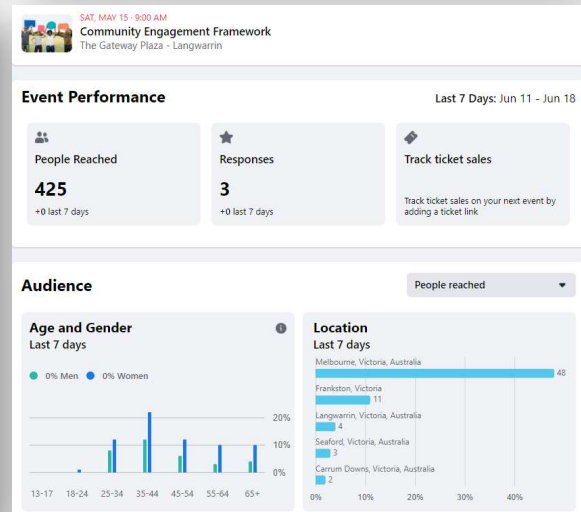 SAT, MAY 15 · 9:00 AM
Community Engagement Framework
The Gateway Plaza - Langwarrin
Event Performance
Last 7 Days: Jun 11 - Jun 18
People Reached
425
+0 last 7 days
Responses
3
+0 last 7 days
Track ticket sales
Track ticket sales on your next event by
adding a ticket link
Audience
People reached
Age and Gender
Last 7 days
0% Men 0% Women
20%
10%
0%
13-17 18-24 25-34 35-44 45-54 55-64 65+
Location
Last 7 days
Melbourne, Victoria, Australia
48
Frankston, Victoria
11
Langwarrin, Victoria, Australia
4
Seaford, Victoria, Australia
3
Carrum Downs, Victoria, Australia
2
0% 10% 20% 30% 40%